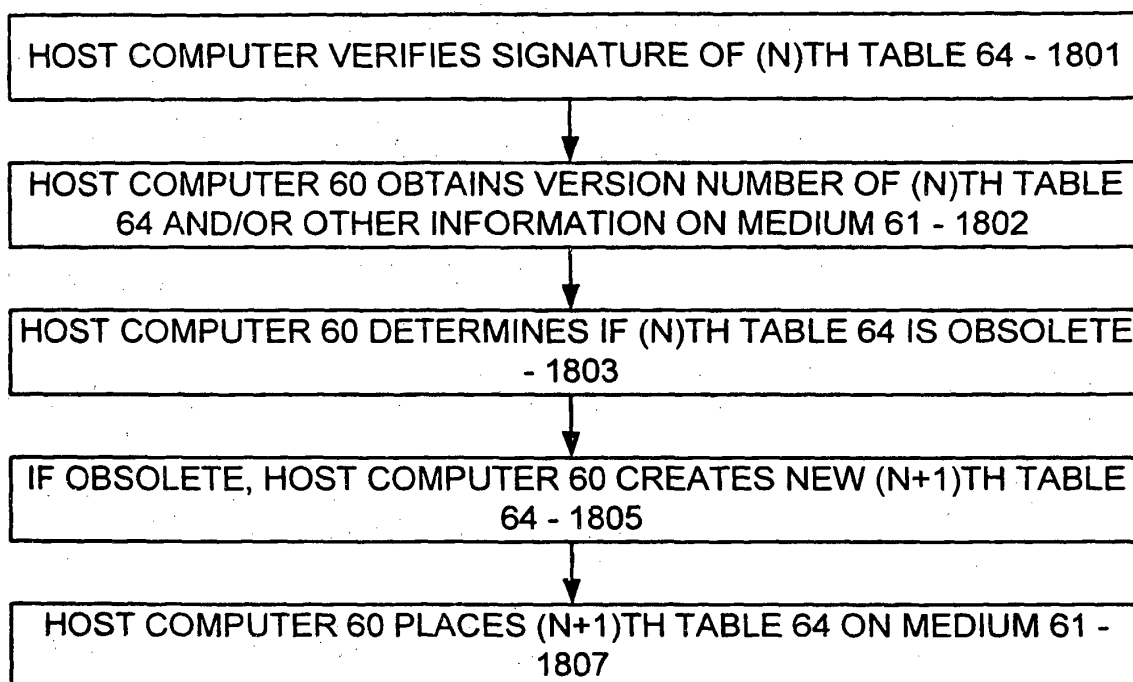 HOST COMPUTER VERIFIES SIGNATURE OF (N)TH TABLE 64 - 1801
HOST COMPUTER 60 OBTAINS VERSION NUMBER OF (N)TH TABLE
64 AND/OR OTHER INFORMATION ON MEDIUM 61 - 1802
HOST COMPUTER 60 DETERMINES IF (N)TH TABLE 64 IS OBSOLETE
- 1803
IF OBSOLETE, HOST COMPUTER 60 CREATES NEW (N+1)TH TABLE
64 - 1805
HOST COMPUTER 60 PLACES (N+1)TH TABLE 64 ON MEDIUM 61 -
1807